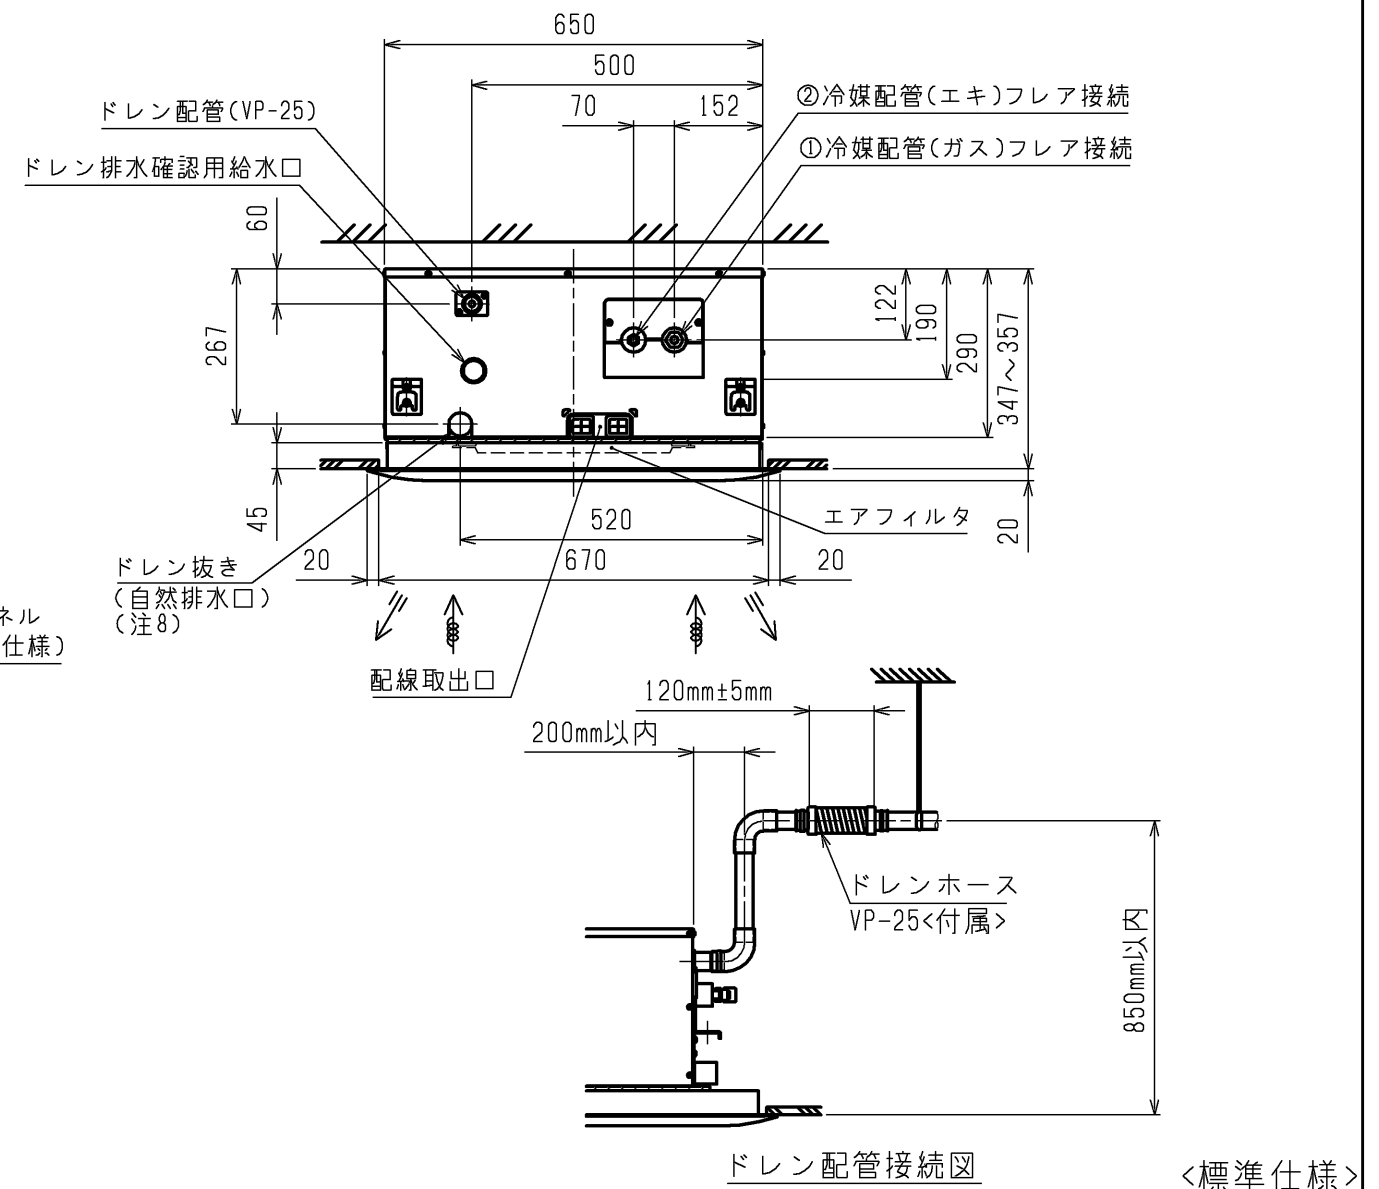 650
500
70
152
②冷媒配管(エキ)フレア接続
①冷媒配管(ガス)フレア接続
ドレン配管(VP-25)
ドレン排水確認用給水口
60
267
122
190
290
347～357
45
20
520
エアフィルタ
20
670
20
ドレン抜き
(自然排水口)
(注8)
ネル
仕様)
配線取出口
120mm±5mm
200mm以内
ドレンホース
VP-25<付属>
850mm以内
ドレン配管接続図
<標準仕様>